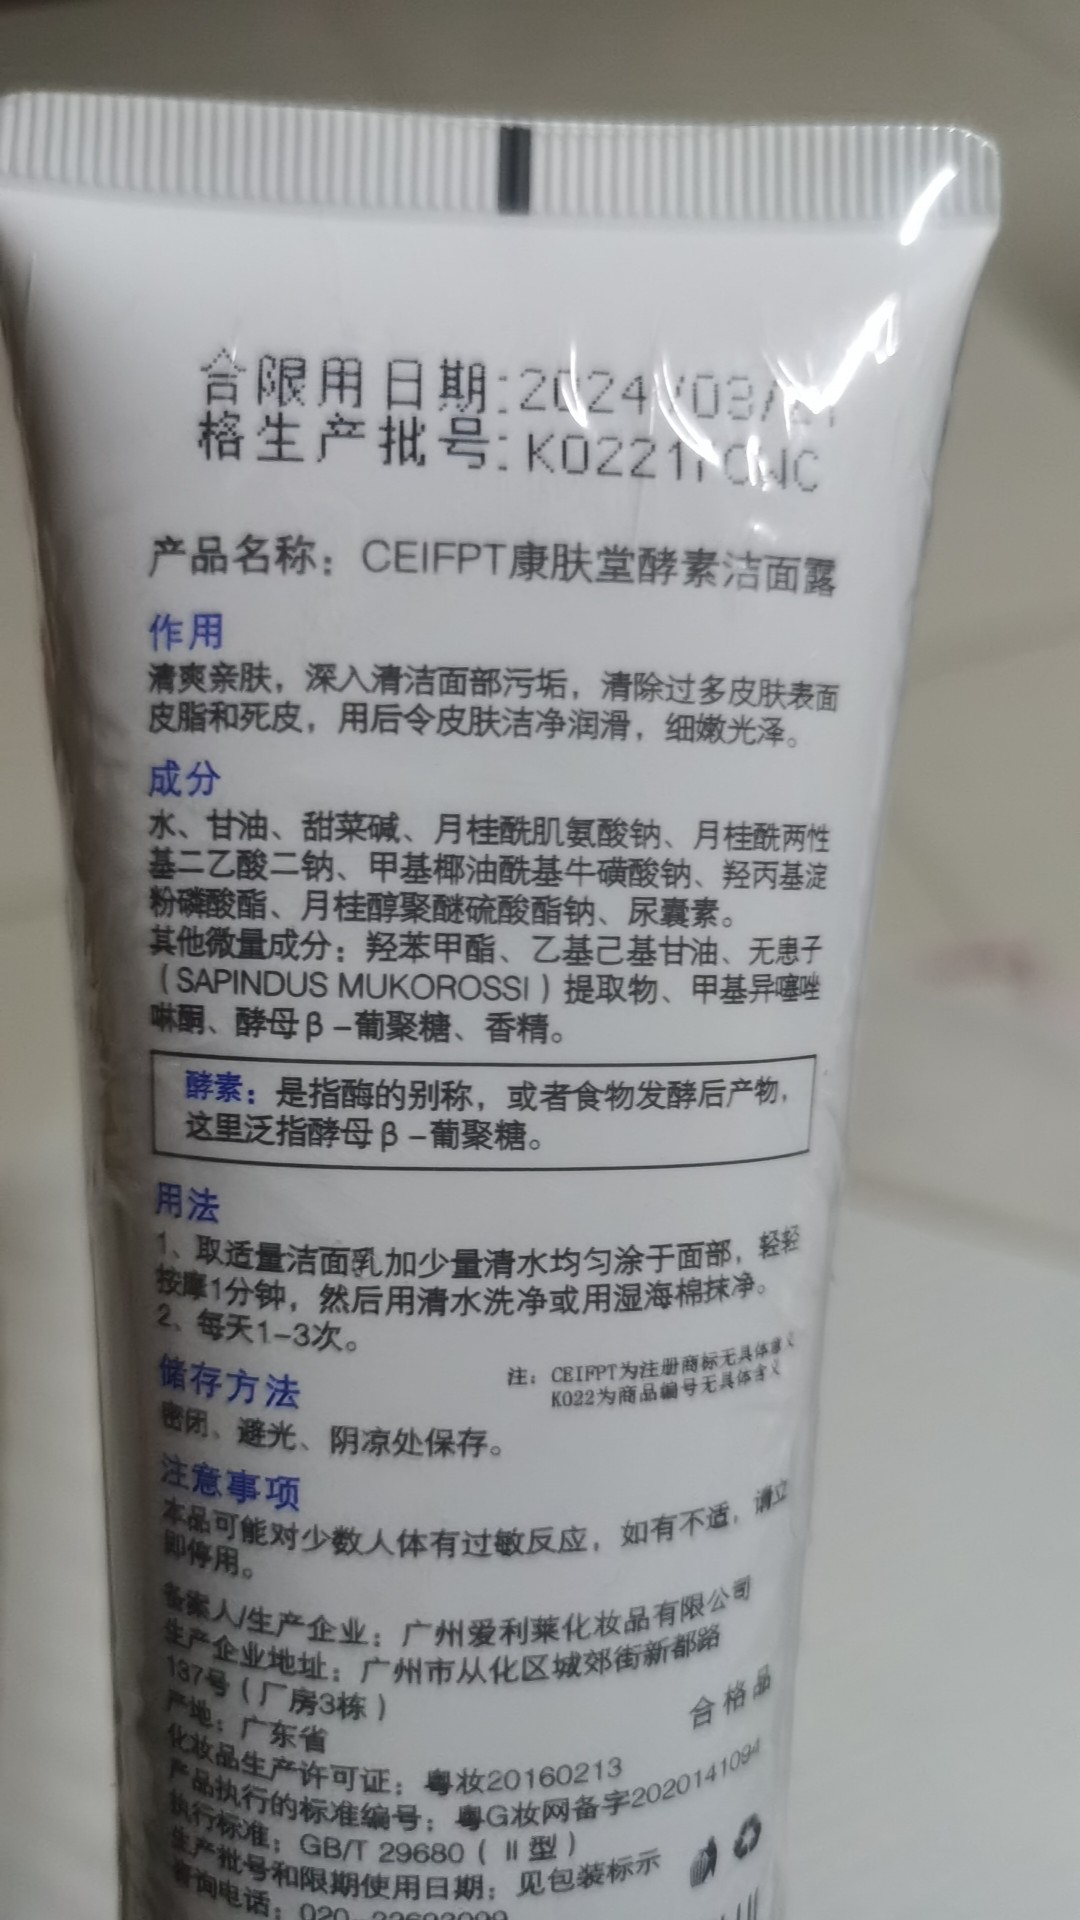 合限用日期:2024/03/21
格生产批号:K0221
产品名称：CEIFPT康肤堂酵素洁面露
作用
清爽亲肤，深入清洁面部污垢，清除过多皮肤表面
皮脂和死皮，用后令皮肤洁净润滑，细嫩光泽。
成分
水、甘油、甜菜碱、月桂酰肌氨酸钠、月桂酰两性
基二乙酸二钠、甲基椰油酰基牛磺酸钠、羟丙基淀
粉磷酸酯、月桂醇聚醚硫酸酯钠、尿囊素。
其他微量成分：羟苯甲酯、乙基己基甘油、无患子
（SAPINDUS MUKOROSSI）提取物、甲基异噻唑
啉酮、酵母β－葡聚糖、香精。
酵素：是指酶的别称，或者食物发酵后产物，
这里泛指酵母β－葡聚糖。
用法
1、取适量洁面乳加少量清水均匀涂于面部，轻轻
按摩1分钟，然后用清水洗净或用湿海棉抹净。
2、每天1-3次。
注：CEIFPT为注册商标无具体意义
K022为商品编号无具体含义
储存方法
密闭、避光、阴凉处保存。
注意事项
本品可能对少数人体有过敏反应，如有不适，请立
即停用。
备案人/生产企业：广州爱利莱化妆品有限公司
生产企业地址：广州市从化区城郊街新都路
137号（厂房3栋）
产地：广东省
合格品
化妆品生产许可证：粤妆20160213
产品执行的标准编号：粤G妆网备字2020141094
执行标准：GB/T 29680（Ⅱ型）
生产批号和限期使用日期：见包装标示
咨询电话：020-